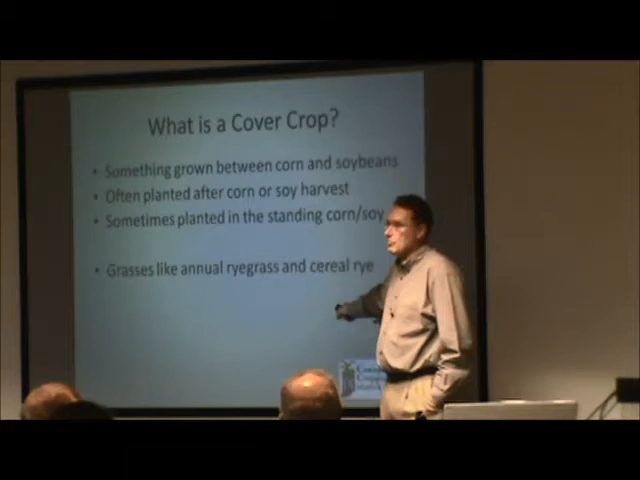 What is a Cover Crop?
• Something grown between corn and soybeans
• Often planted after corn or soy harvest
• Sometimes planted in the standing corn/soy
• Grasses like annual ryegrass and cereal rye